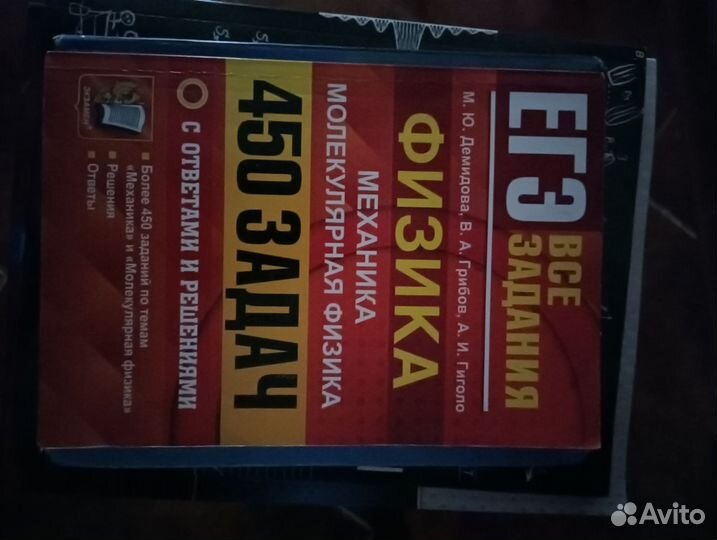 ЕГЭ
ВСЕ
ЗАДАНИЯ
М. Ю. Демидова, В. А. Грибов, А. И. Гиголо
ФИЗИКА
МЕХАНИКА
МОЛЕКУЛЯРНАЯ ФИЗИКА
450 ЗАДАЧ
С ОТВЕТАМИ И РЕШЕНИЯМИ
Более 450 заданий по темам
«Механика» и «Молекулярная физика»
Решения
Ответы
ЭКЗАМЕН
Avito